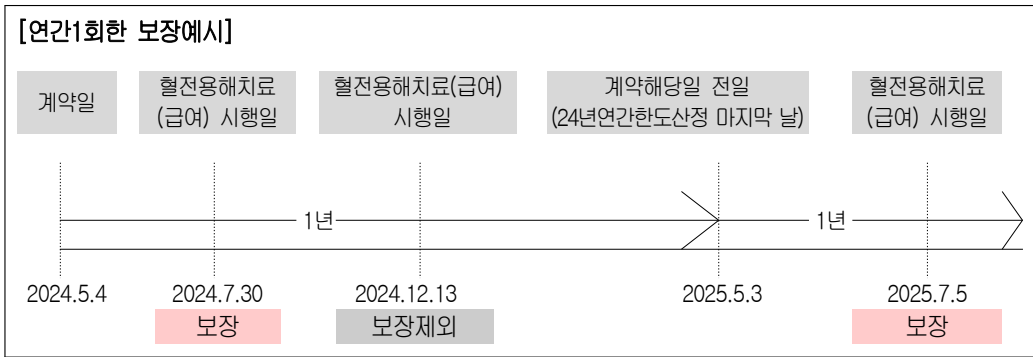 [연간1회한 보장예시]
계약일
혈전용해치료
(급여) 시행일
혈전용해치료(급여)
시행일
계약해당일 전일
(24년연간한도산정 마지막 날)
혈전용해치료
(급여) 시행일
1년
1년
2024.5.4
2024.7.30
2024.12.13
2025.5.3
2025.7.5
보장
보장제외
보장